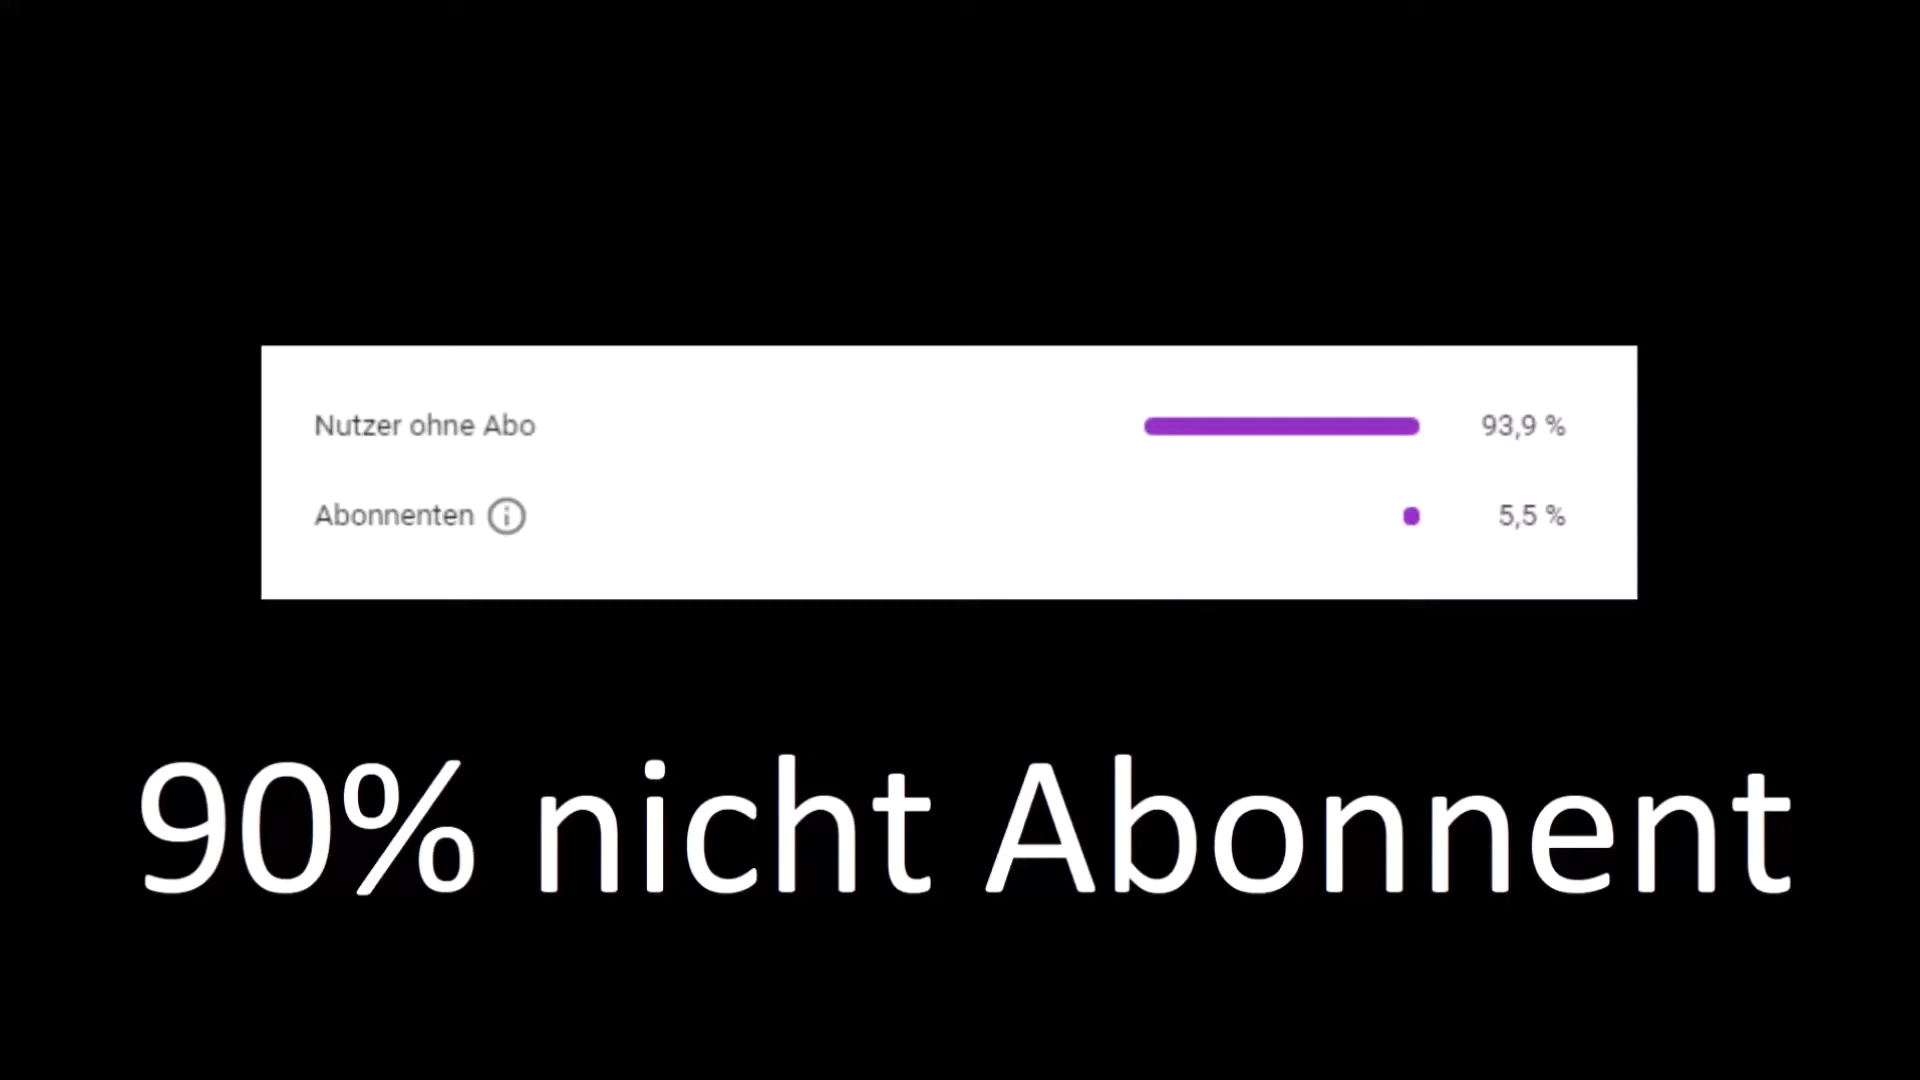 Nutzer ohne Abo 93,9 %
Abonnenten 5,5 %
90% nicht Abonnent